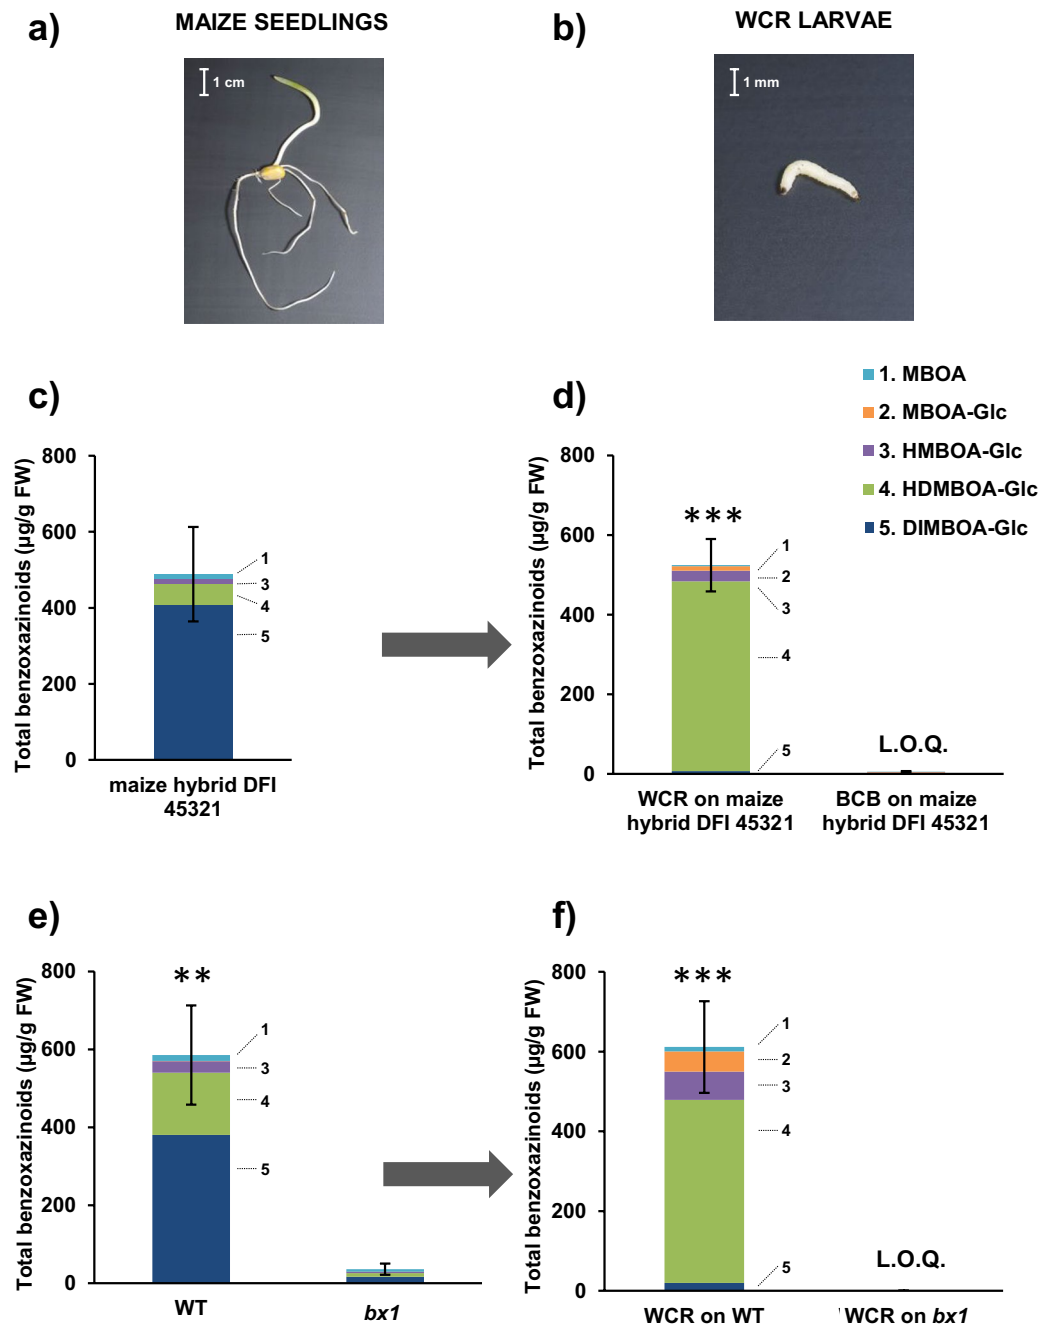 a)
MAIZE SEEDLINGS
b)
WCR LARVAE
1 cm
1 mm
c)
d)
1. MBOA
2. MBOA-Glc
3. HMBOA-Glc
4. HDMBOA-Glc
5. DIMBOA-Glc
Total benzoxazinoids (µg/g FW)
800
600
400
200
0
1
3
4
5
maize hybrid DFI
45321
Total benzoxazinoids (µg/g FW)
800
600
400
200
0
***
1
2
3
4
5
L.O.Q.
WCR on maize
hybrid DFI 45321
BCB on maize
hybrid DFI 45321
e)
f)
Total benzoxazinoids (µg/g FW)
800
600
400
200
0
**
1
3
4
5
WT
bx1
Total benzoxazinoids (µg/g FW)
800
600
400
200
0
***
1
2
3
4
5
L.O.Q.
WCR on WT
WCR on bx1